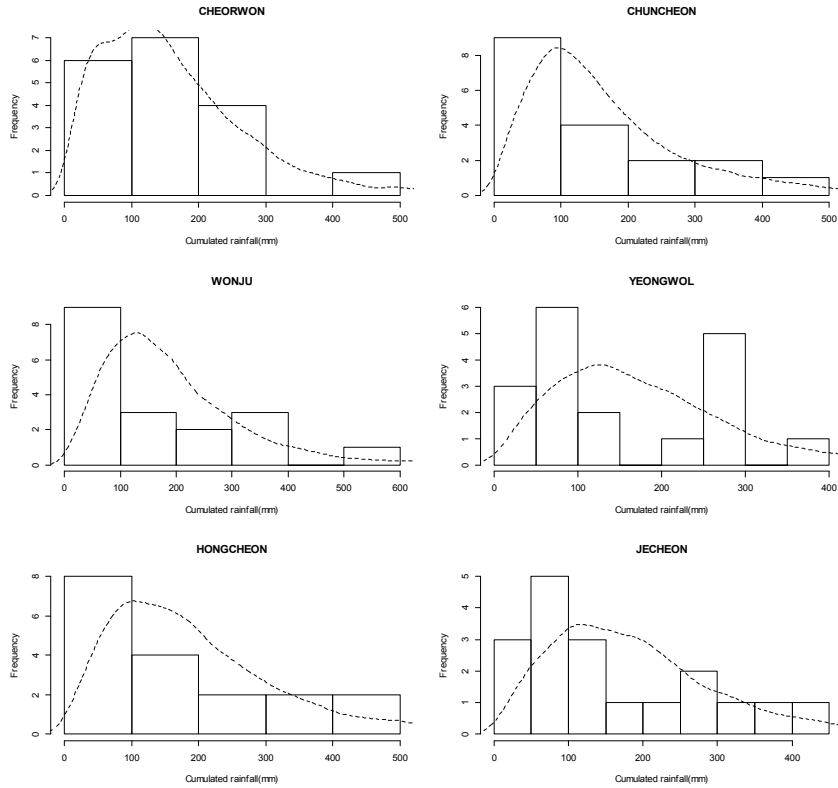 CHEORWON
Frequency
0 1 2 3 4 5 6 7
0 100 200 300 400 500
Cumulated rainfall(mm)
CHUNCHEON
Frequency
0 2 4 6 8
0 100 200 300 400 500
Cumulated rainfall(mm)
WONJU
Frequency
0 2 4 6 8
0 100 200 300 400 500 600
Cumulated rainfall(mm)
YEONGWOL
Frequency
0 1 2 3 4 5 6
0 100 200 300 400
Cumulated rainfall(mm)
HONGCHEON
Frequency
0 2 4 6 8
0 100 200 300 400 500
Cumulated rainfall(mm)
JECHEON
Frequency
0 1 2 3 4 5
0 100 200 300 400
Cumulated rainfall(mm)